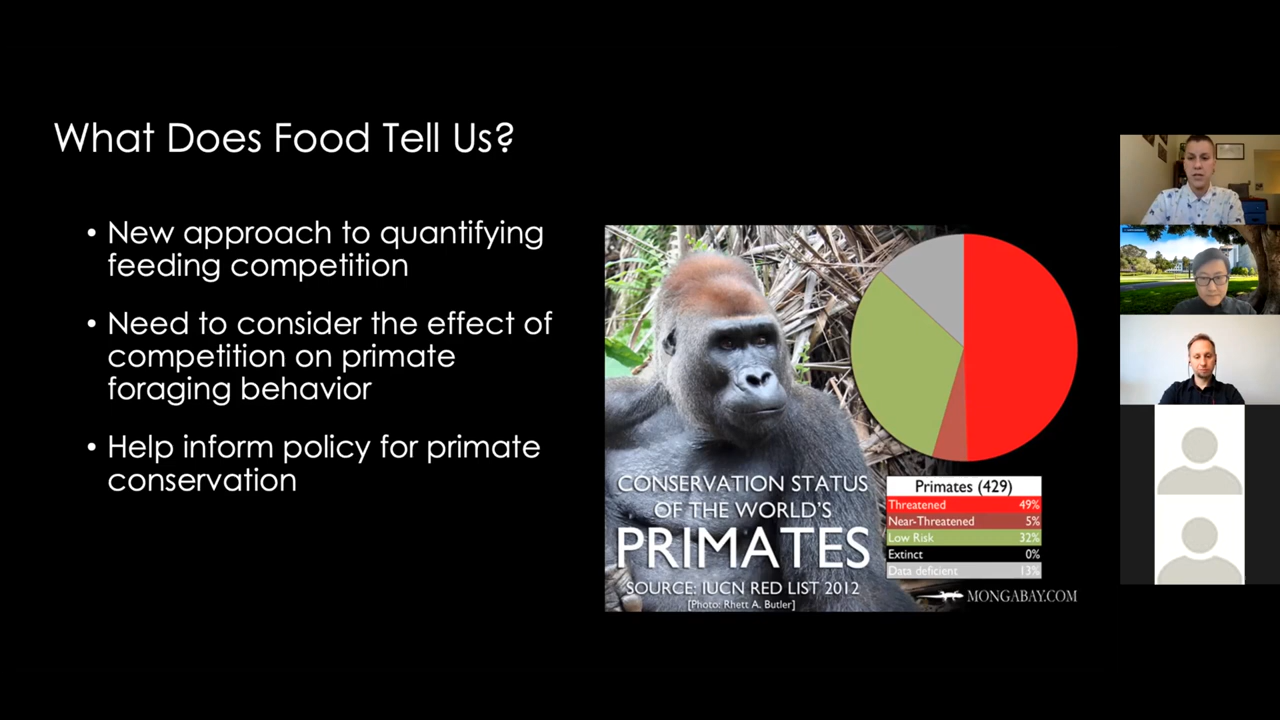 What Does Food Tell Us?
• New approach to quantifying
feeding competition
• Need to consider the effect of
competition on primate
foraging behavior
• Help inform policy for primate
conservation
CONSERVATION STATUS
OF THE WORLD'S
PRIMATES
SOURCE: IUCN RED LIST 2012
[Photo: Rhett A. Butler]
Primates (429)
Threatened 49%
Near-Threatened 5%
Low Risk 32%
Extinct 0%
Data deficient 13%
MONGABAY.COM